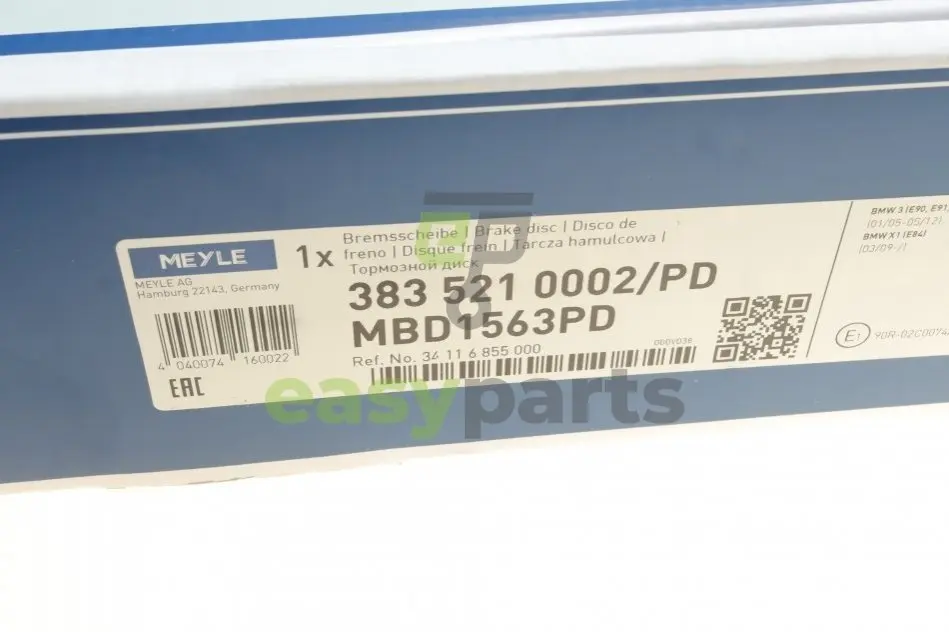 MEYLE
MEYLE AG
Hamburg 22143, Germany
4 040074 160022
EAC
1x
Bremsscheibe | Brake disc | Disco de
freno | Disque frein | Tarcza hamulcowa |
Тормозной диск
383 521 0002/PD
MBD1563PD
Ref. No. 34 11 6 855 000
000V038
BMW 3 (E90, E91,
(01/05-05/12)
BMW X1 (E84)
(03/09-/)
E1
90R-02C0074
easyparts